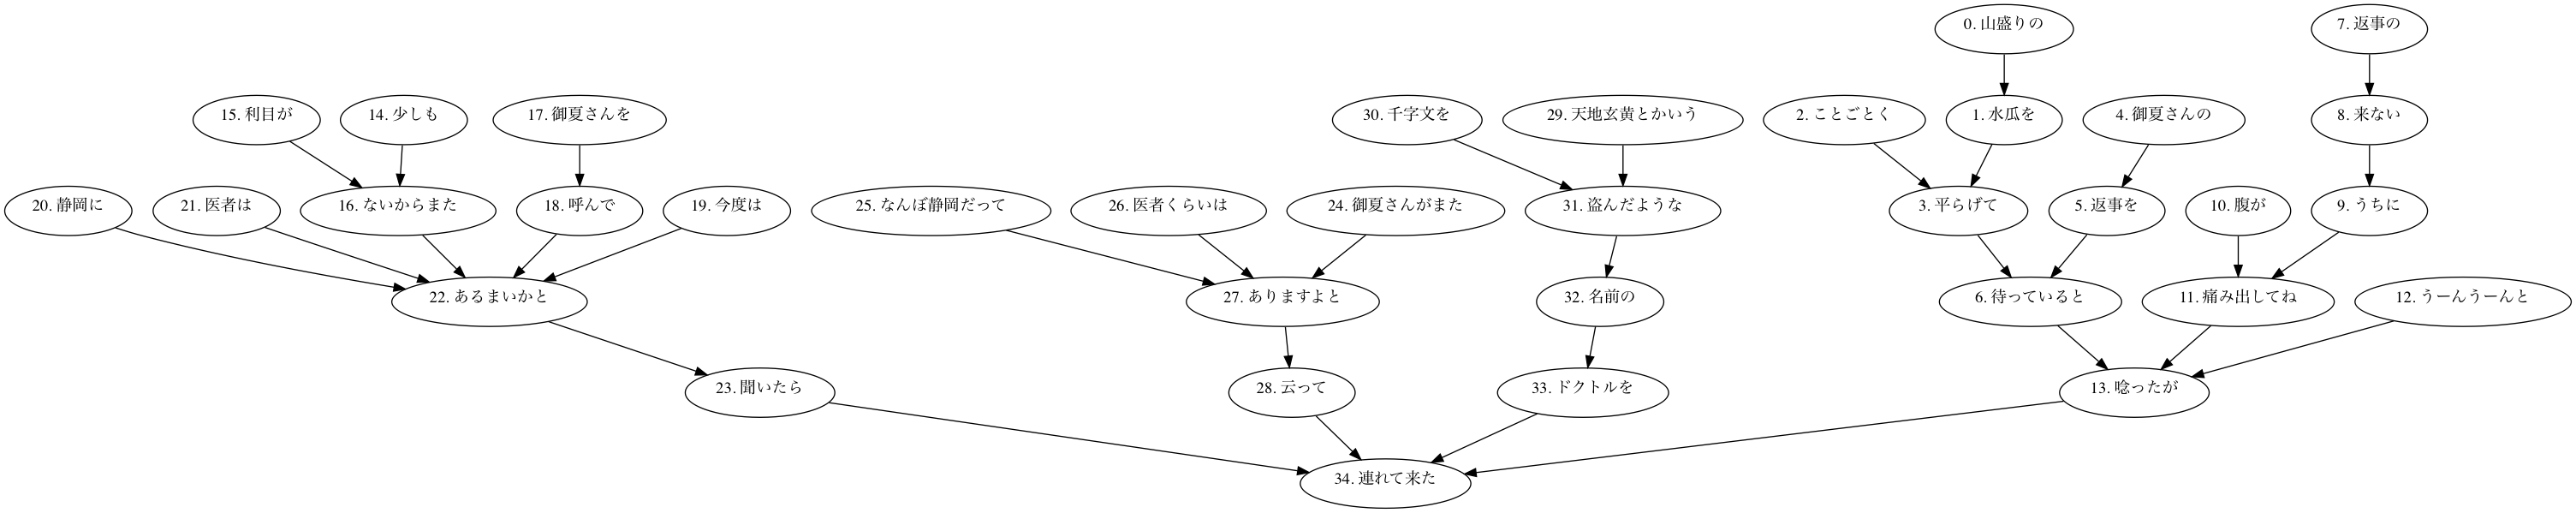 0. 山盛りの
7. 返事の
15. 利目が
14. 少しも
17. 御夏さんを
30. 千字文を
29. 天地玄黄とかいう
2. ことごとく
1. 水瓜を
4. 御夏さんの
8. 来ない
20. 静岡に
21. 医者は
16. ないからまた
18. 呼んで
19. 今度は
25. なんぼ静岡だって
26. 医者くらいは
24. 御夏さんがまた
31. 盗んだような
3. 平らげて
5. 返事を
10. 腹が
9. うちに
22. あるまいかと
27. ありますよと
32. 名前の
6. 待っていると
11. 痛み出してね
12. うーんうーんと
23. 聞いたら
28. 云って
33. ドクトルを
13. 唸ったが
34. 連れて来た